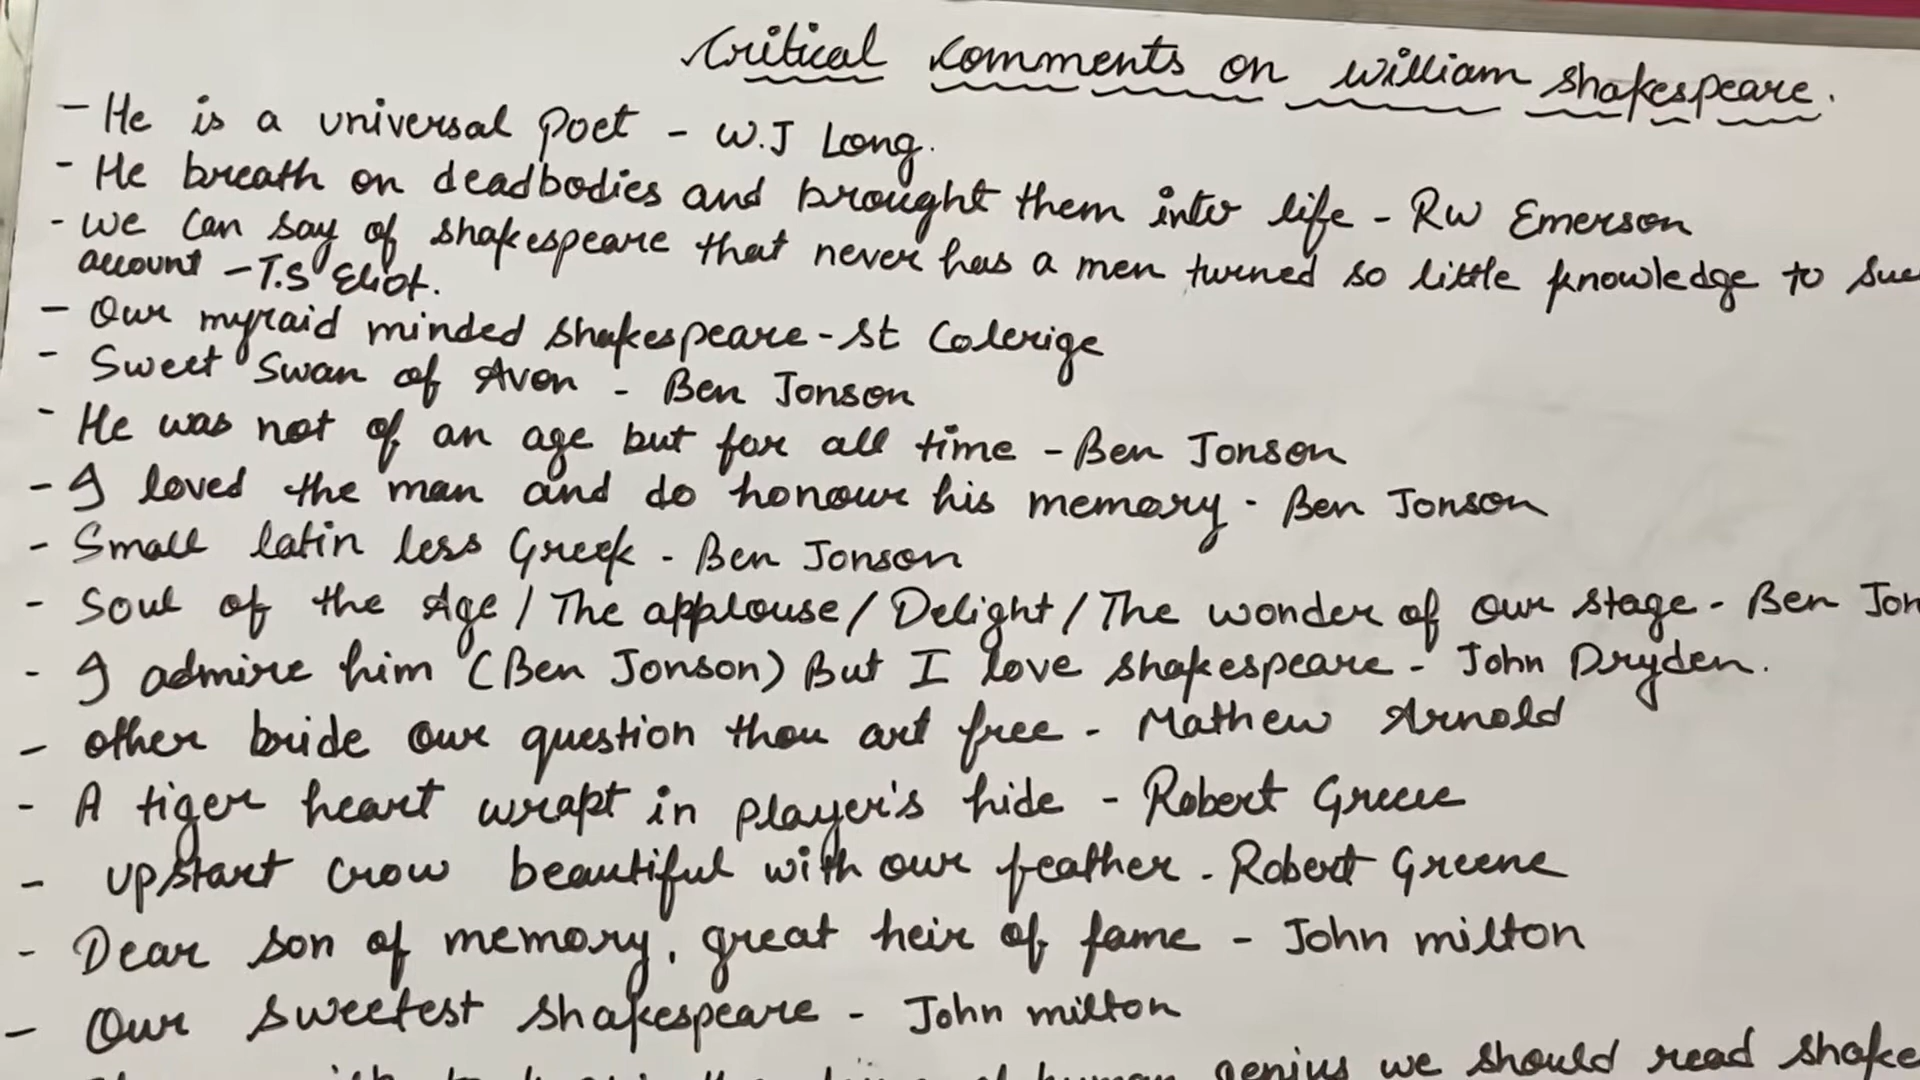 Critical Comments on William Shakespeare.
- He is a universal poet - W.J Long.
- He breath on deadbodies and brought them into life - RW Emerson
- we can say of Shakespeare that never has a men turned so little knowledge to
account - T.S Eliot.
- Our myraid minded Shakespeare - St Colerige
- Sweet Swan of Avon - Ben Jonson
- He was not of an age but for all time - Ben Jonson
- I loved the man and do honour his memory - Ben Jonson
- Small latin less Greek - Ben Jonson
- Soul of the Age / The applouse / Delight / The wonder of our stage - Ben Jon
- I admire him (Ben Jonson) But I love Shakespeare - John Dryden.
- other bride our question thou art free - Mathew Arnold
- A tiger heart wrapt in player's hide - Robert Greene
- upstart crow beautiful with our feather - Robert Greene
- Dear son of memory, great heir of fame - John milton
- Our sweetest Shakespeare - John milton
genius we should read Shake